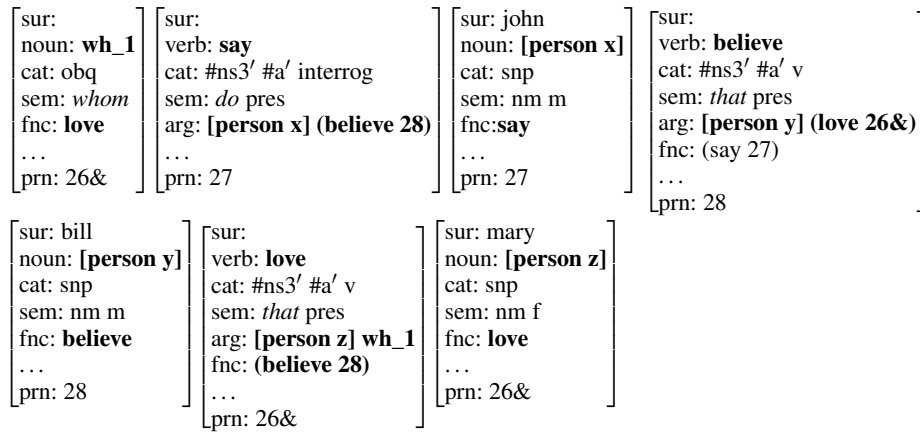 sur:
noun: wh_1
cat: obq
sem: whom
fnc: love
. . .
prn: 26&
sur:
verb: say
cat: #ns3′ #a′ interrog
sem: do pres
arg: [person x] (believe 28)
. . .
prn: 27
sur: john
noun: [person x]
cat: snp
sem: nm m
fnc:say
. . .
prn: 27
sur:
verb: believe
cat: #ns3′ #a′ v
sem: that pres
arg: [person y] (love 26&)
fnc: (say 27)
. . .
prn: 28
sur: bill
noun: [person y]
cat: snp
sem: nm m
fnc: believe
. . .
prn: 28
sur:
verb: love
cat: #ns3′ #a′ v
sem: that pres
arg: [person z] wh_1
fnc: (believe 28)
. . .
prn: 26&
sur: mary
noun: [person z]
cat: snp
sem: nm f
fnc: love
. . .
prn: 26&